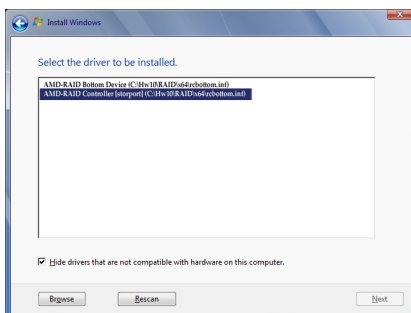 Install Windows
Select the driver to be installed.
AMD-RAID Bottom Device (C:\Hw10\RAID\x64\rcbottom.inf)
AMD-RAID Controller [storport] (C:\Hw10\RAID\x64\rcbottom.inf)
Hide drivers that are not compatible with hardware on this computer.
Browse
Rescan
Next